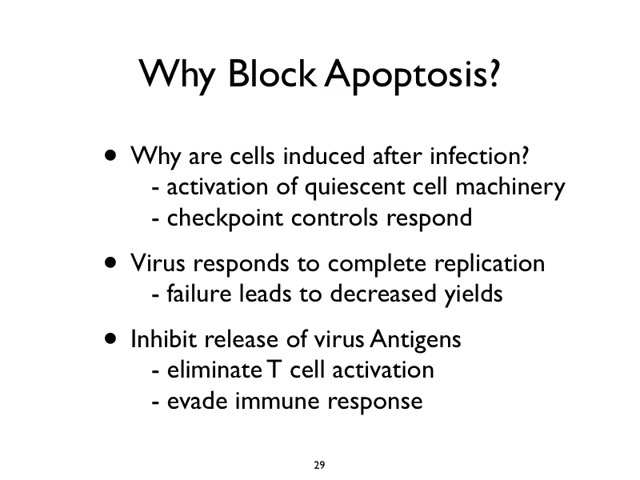 Why Block Apoptosis?
• Why are cells induced after infection?
- activation of quiescent cell machinery
- checkpoint controls respond
• Virus responds to complete replication
- failure leads to decreased yields
• Inhibit release of virus Antigens
- eliminate T cell activation
- evade immune response
29